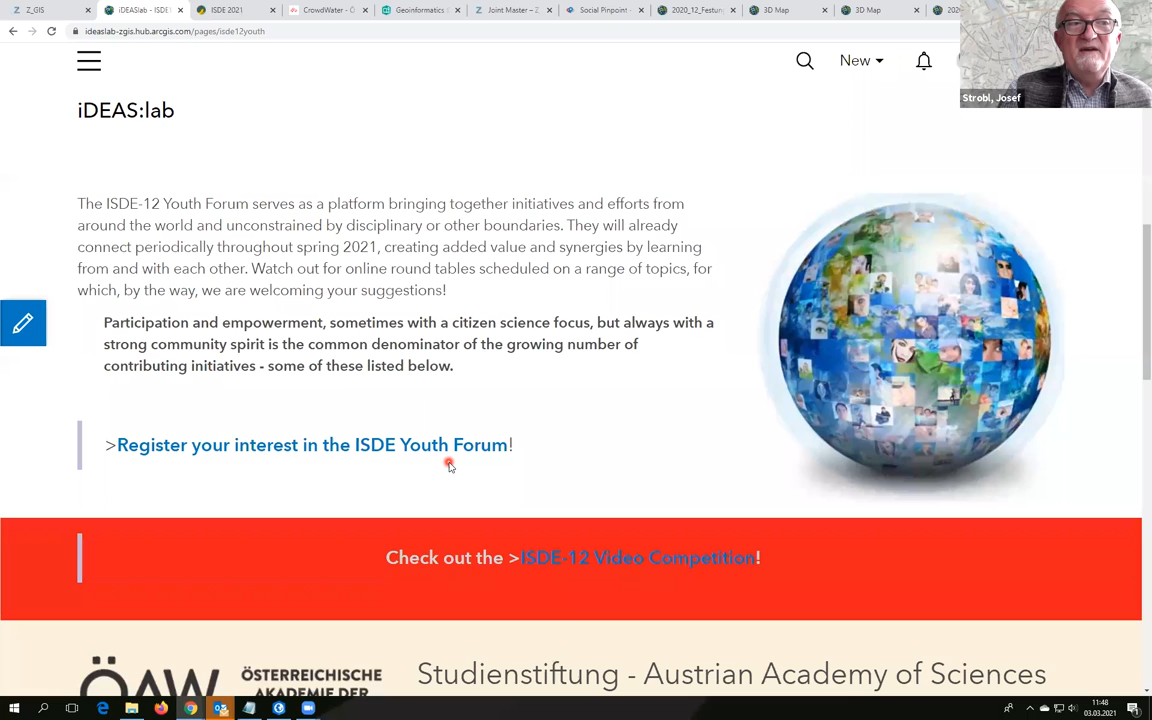 Z_GIS
iDEASlab - iSDE
ISDE 2021
CrowdWater - Ö
Geoinformatics
Joint Master – Z
Social Pinpoint
2020_12_Festun
3D Map
3D Map
202
ideaslab-zgis.hub.arcgis.com/pages/isde12youth
New
Strobl, Josef
iDEAS:lab
The ISDE-12 Youth Forum serves as a platform bringing together initiatives and efforts from
around the world and unconstrained by disciplinary or other boundaries. They will already
connect periodically throughout spring 2021, creating added value and synergies by learning
from and with each other. Watch out for online round tables scheduled on a range of topics, for
which, by the way, we are welcoming your suggestions!
Participation and empowerment, sometimes with a citizen science focus, but always with a
strong community spirit is the common denominator of the growing number of
contributing initiatives - some of these listed below.
>Register your interest in the ISDE Youth Forum!
Check out the >ISDE-12 Video Competition!
ÖAW
ÖSTERREICHISCHE
AKADEMIE DER
Studienstiftung - Austrian Academy of Sciences
11:48
03.03.2021